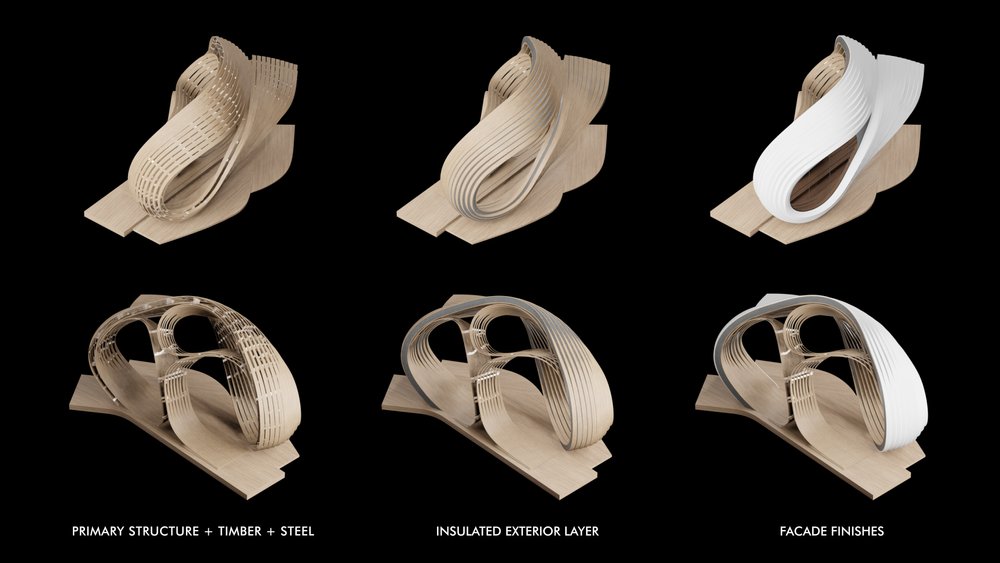 PRIMARY STRUCTURE + TIMBER + STEEL
INSULATED EXTERIOR LAYER
FACADE FINISHES